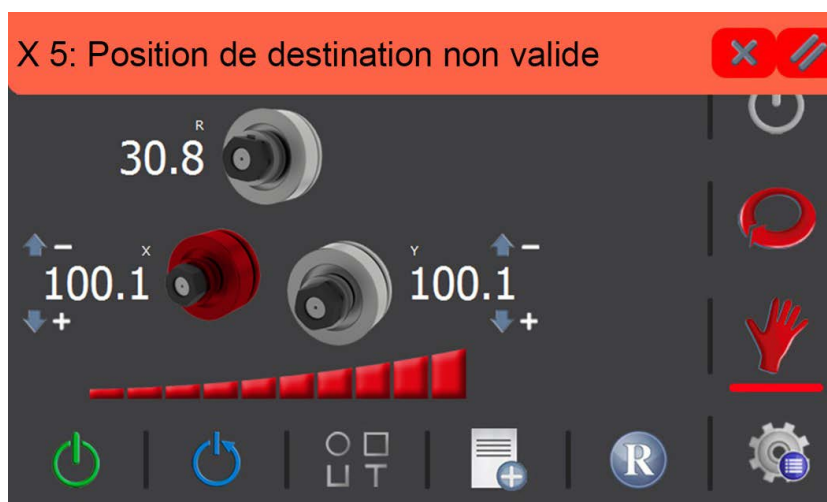 X 5: Position de destination non valide
R
30.8
X
100.1
Y
100.1
R